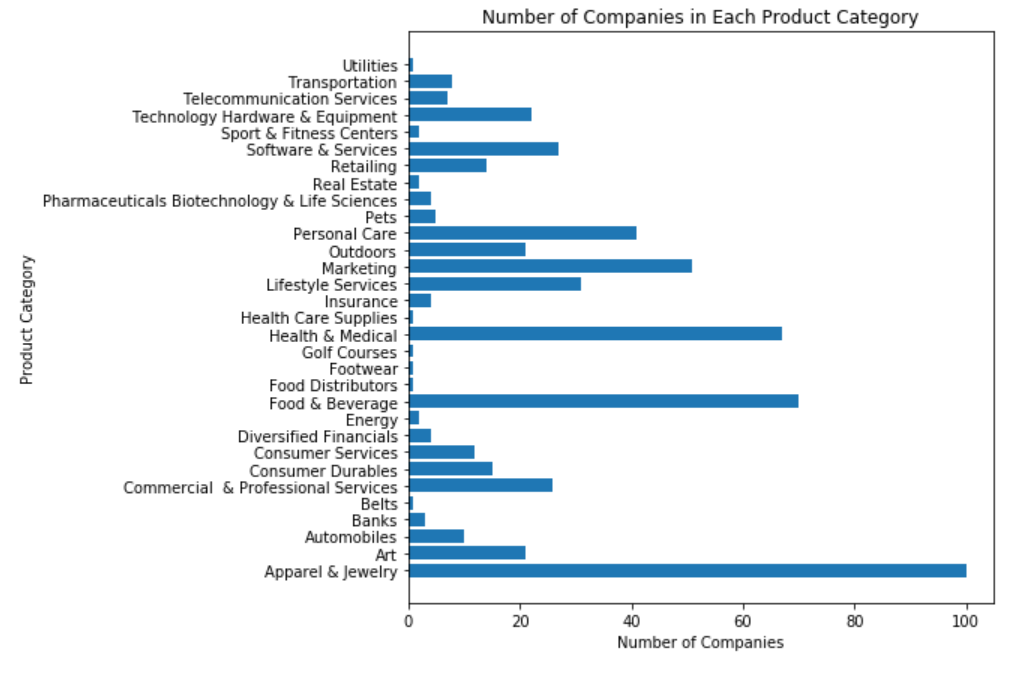 Number of Companies in Each Product Category
Utilities
Transportation
Telecommunication Services
Technology Hardware & Equipment
Sport & Fitness Centers
Software & Services
Retailing
Real Estate
Pharmaceuticals Biotechnology & Life Sciences
Pets
Personal Care
Outdoors
Marketing
Lifestyle Services
Insurance
Health Care Supplies
Health & Medical
Golf Courses
Footwear
Food Distributors
Food & Beverage
Energy
Diversified Financials
Consumer Services
Consumer Durables
Commercial  & Professional Services
Belts
Banks
Automobiles
Art
Apparel & Jewelry
Product Category
0 20 40 60 80 100
Number of Companies